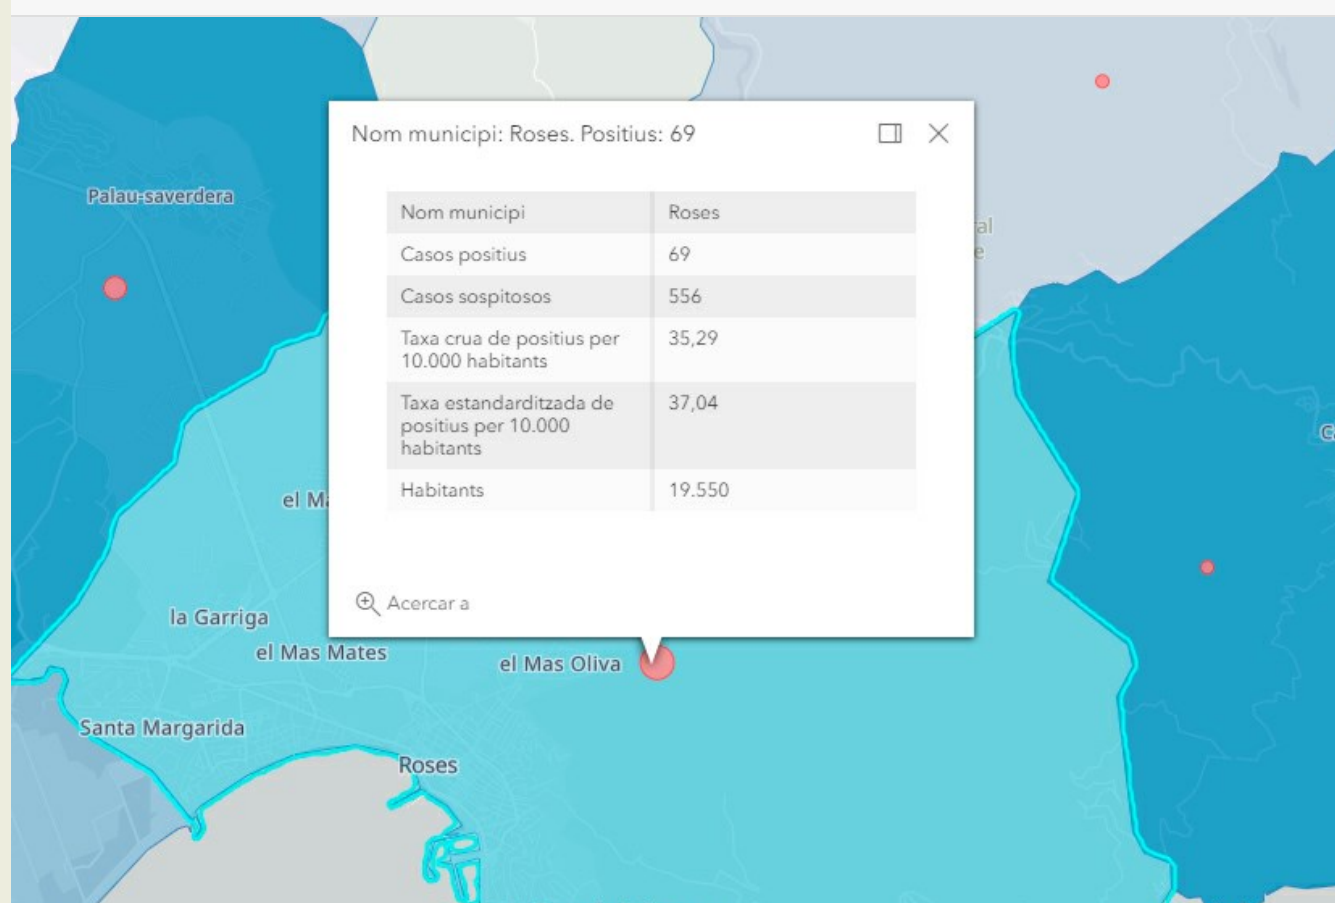 Nom municipi: Roses. Positius: 69
Palau-saverdera
Nom municipi Roses
Casos positius 69
Casos sospitosos 556
Taxa crua de positius per 35,29
10.000 habitants
Taxa estandarditzada de 37,04
positius per 10.000
habitants
Habitants 19.550
el Ma
Acercar a
la Garriga
el Mas Mates
el Mas Oliva
Santa Margarida
Roses